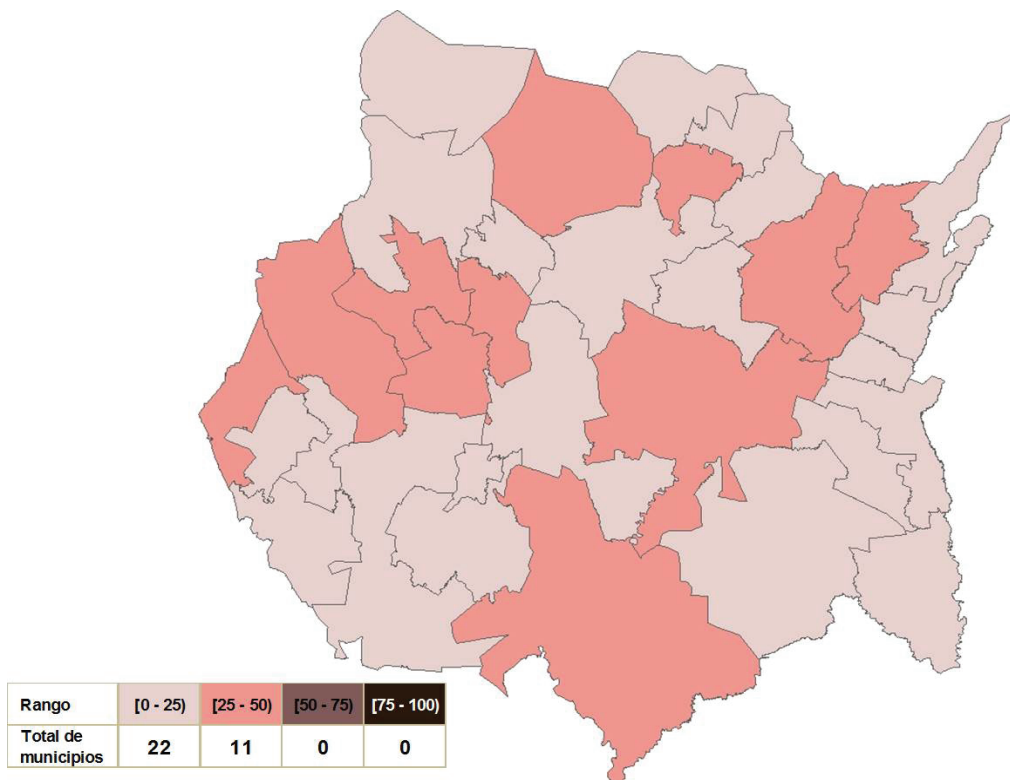 Rango [0 - 25) [25 - 50) [50 - 75) [75 - 100)
Total de
municipios 22 11 0 0